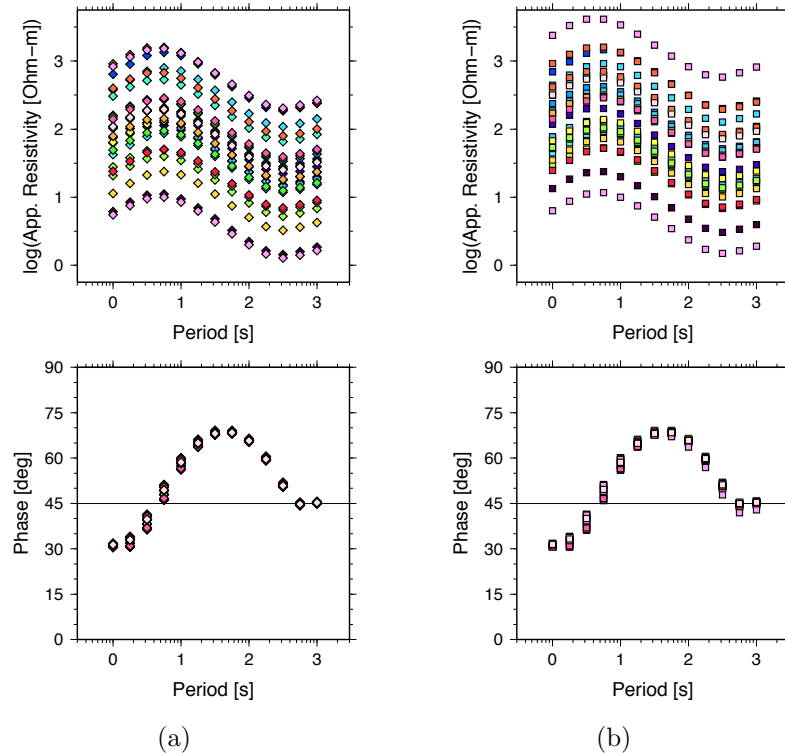 log(App. Resistivity [Ohm−m])
3
2
1
0
0 1 2 3
Period [s]
log(App. Resistivity [Ohm−m])
3
2
1
0
0 1 2 3
Period [s]
Phase [deg]
90
75
60
45
30
15
0
0 1 2 3
Period [s]
Phase [deg]
90
75
60
45
30
15
0
0 1 2 3
Period [s]
(a)
(b)